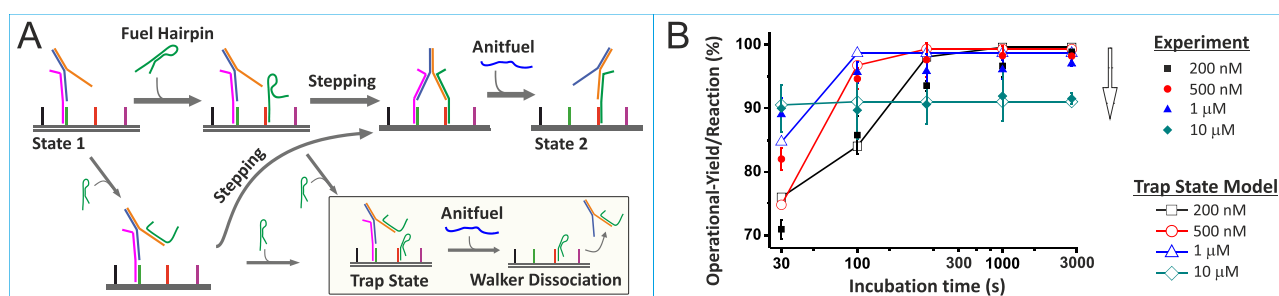 A
Fuel Hairpin
Anitfuel
Stepping
State 1
State 2
Stepping
Anitfuel
Trap State
Walker Dissociation
B
Operational-Yield/Reaction (%)
100
90
80
70
30
100
300
1000
3000
Incubation time (s)
Experiment
200 nM
500 nM
1 µM
10 µM
Trap State Model
200 nM
500 nM
1 µM
10 µM